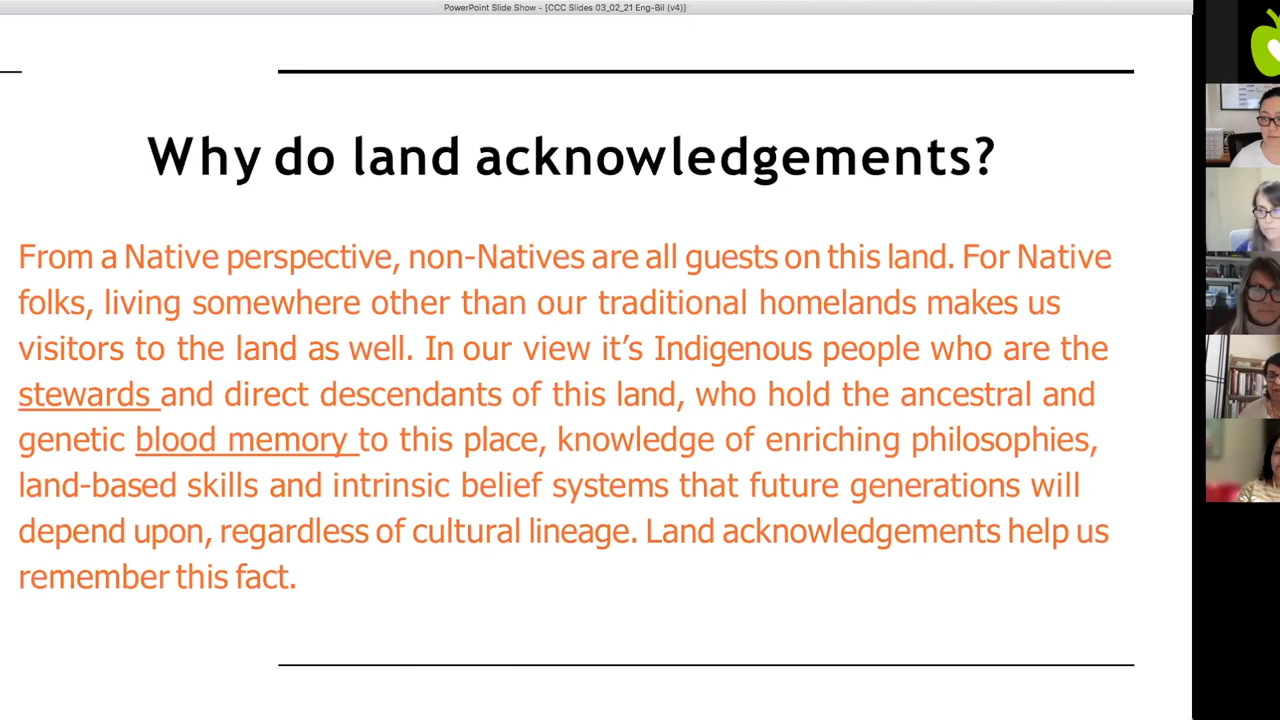 PowerPoint Slide Show - [CCC Slides 03_02_21 Eng-Bil (v4)]
Why do land acknowledgements?
From a Native perspective, non-Natives are all guests on this land. For Native
folks, living somewhere other than our traditional homelands makes us
visitors to the land as well. In our view it’s Indigenous people who are the
stewards and direct descendants of this land, who hold the ancestral and
genetic blood memory to this place, knowledge of enriching philosophies,
land-based skills and intrinsic belief systems that future generations will
depend upon, regardless of cultural lineage. Land acknowledgements help us
remember this fact.